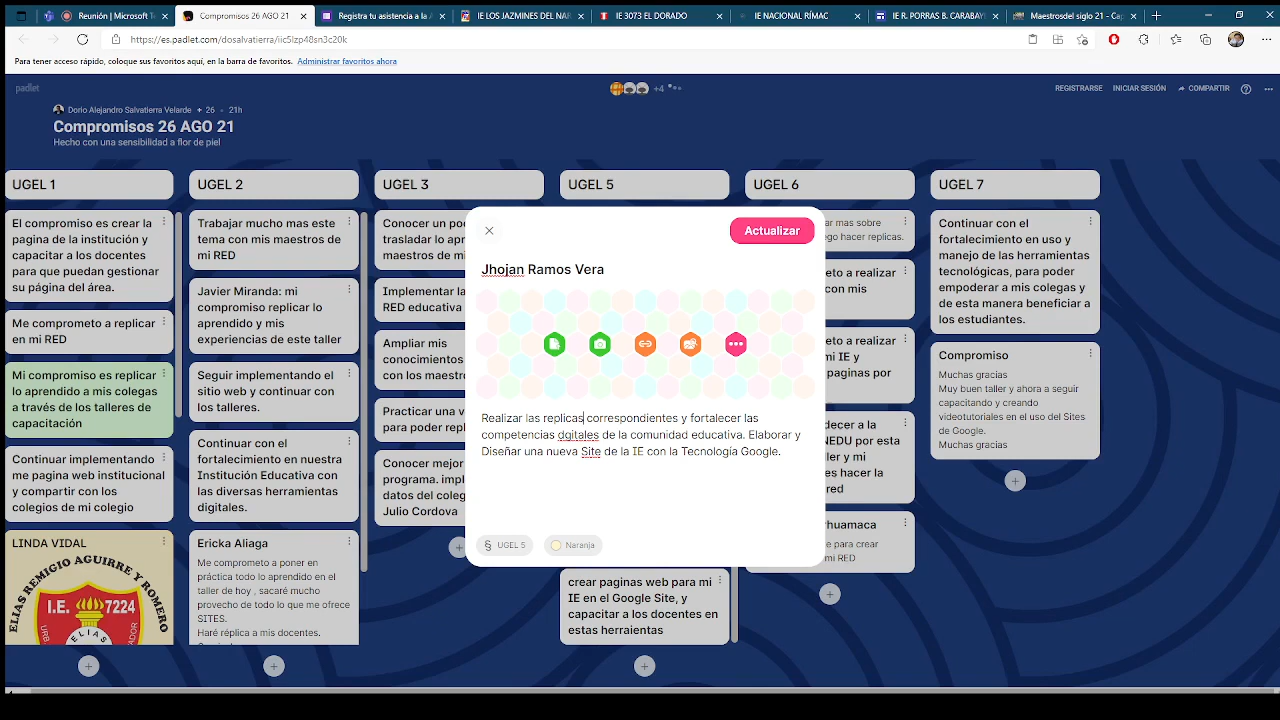 Reunión | Microsoft T
Compromisos 26 AGO 21
Registra tu asistencia a la
IE LOS JAZMINES DEL NA
IE 3073 EL DORADO
IE NACIONAL RÍMAC
IE R. PORRAS B. CARABAY
Maestrosdel siglo 21 - Ca
https://es.padlet.com/dosalvatierra/iic5lzp48sn3c20k
Para tener acceso rápido, coloque sus favoritos aquí, en la barra de favoritos. Administrar favoritos ahora
padlet
+4
REGISTRARSE
INICIAR SESIÓN
COMPARTIR
Dorio Alejandro Salvatierra Velarde + 26 • 21h
Compromisos 26 AGO 21
Hecho con una sensibilidad a flor de piel
UGEL 1
El compromiso es crear la
pagina de la institución y
capacitar a los docentes
para que puedan gestionar
su página del área.
Me comprometo a replicar
en mi RED
Mi compromiso es replicar
lo aprendido a mis colegas
a través de los talleres de
capacitación
Continuar implementando
me pagina web institucional
y compartir con los
colegios de mi colegio
LINDA VIDAL
ELIAS REMIGIO AGUIRRE Y ROMERO
I.E. 7224
ELIAS
UGEL 2
Trabajar mucho mas este
tema con mis maestros de
mi RED
Javier Miranda: mi
compromiso replicar lo
aprendido y mis
experiencias de este taller
Seguir implementando el
sitio web y continuar con
los talleres.
Continuar con el
fortalecimiento en nuestra
Institución Educativa con
las diversas herramientas
digitales.
Ericka Aliaga
Me comprometo a poner en
práctica todo lo aprendido en el
taller de hoy , sacaré mucho
provecho de todo lo que me ofrece
SITES.
Haré réplica a mis docentes.
UGEL 3
Conocer un po
trasladar lo ap
maestros de mi
Implementar la
RED educativa
Ampliar mis
conocimientos
con los maestr
Practicar una v
para poder repl
Conocer mejor
programa. impl
datos del coleg
Julio Cordova
UGEL 5
Actualizar
Jhojan Ramos Vera
Realizar las replicas correspondientes y fortalecer las
competencias dgitales de la comunidad educativa. Elaborar y
Diseñar una nueva Site de la IE con la Tecnología Google.
UGEL 5
Naranja
crear paginas web para mi
IE en el Google Site, y
capacitar a los docentes en
estas herraientas
UGEL 6
ar mas sobre
ego hacer replicas.
eto a realizar
con mis
eto a realizar
mi IE y
paginas por
decer a la
NEDU por esta
ller y mi
es hacer la
red
rhuamaca
e para crear
mi RED
UGEL 7
Continuar con el
fortalecimiento en uso y
manejo de las herramientas
tecnológicas, para poder
empoderar a mis colegas y
de esta manera beneficiar a
los estudiantes.
Compromiso
Muchas gracias
Muy buen taller y ahora a seguir
capacitando y creando
videotutoriales en el uso del Sites
de Google.
Muchas gracias